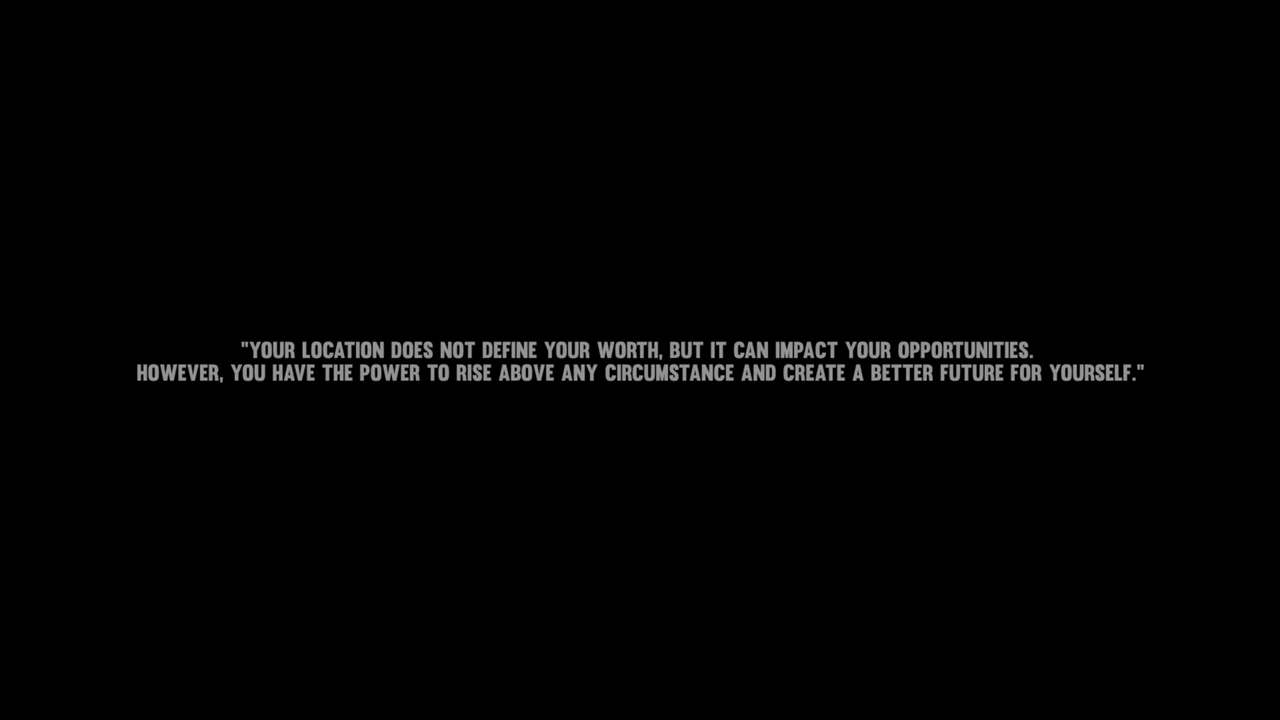 "YOUR LOCATION DOES NOT DEFINE YOUR WORTH, BUT IT CAN IMPACT YOUR OPPORTUNITIES.
HOWEVER, YOU HAVE THE POWER TO RISE ABOVE ANY CIRCUMSTANCE AND CREATE A BETTER FUTURE FOR YOURSELF."